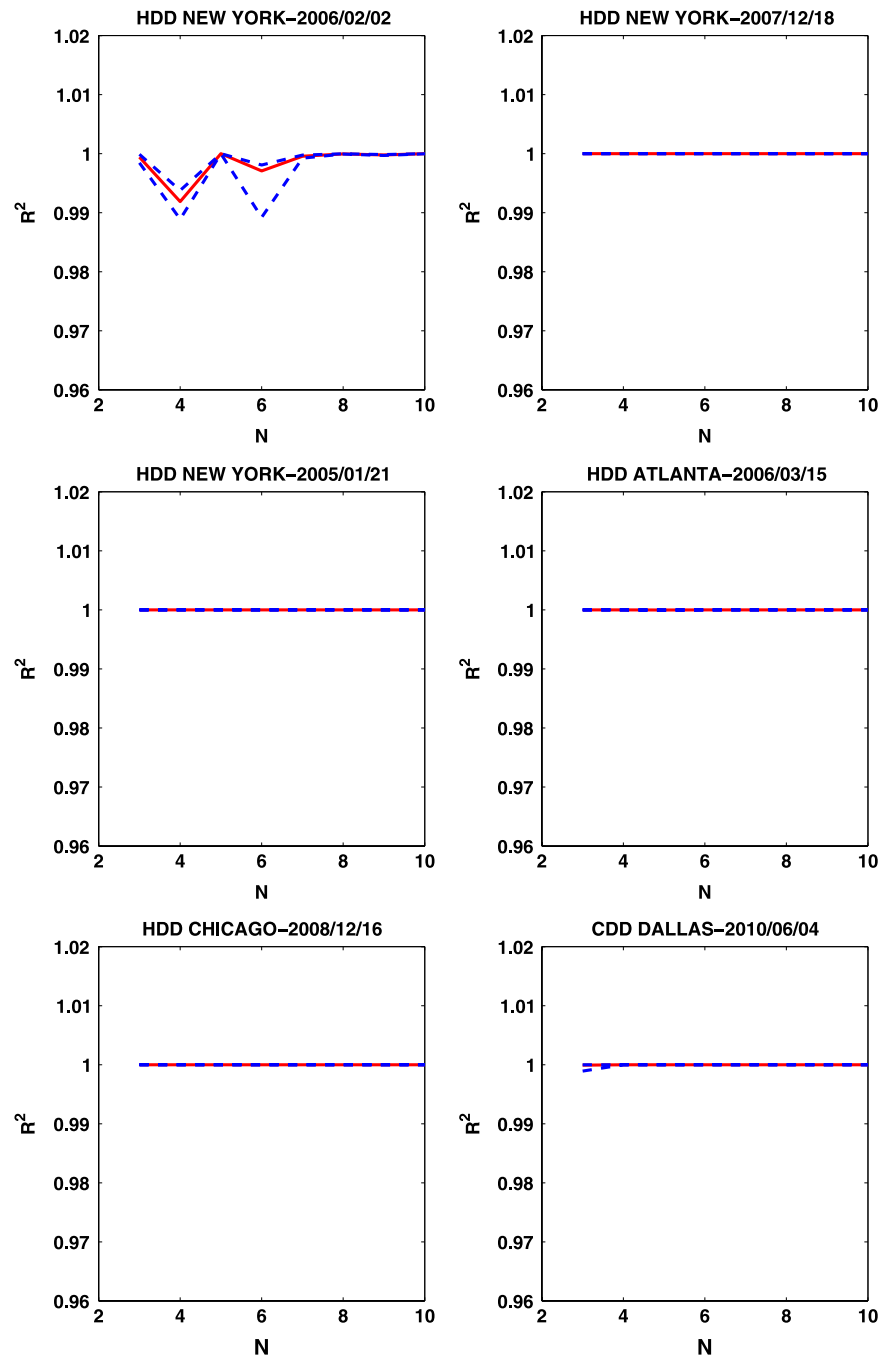 HDD NEW YORK−2006/02/02
1.02
1.01
1
0.99
0.98
0.97
0.96
R²
2 4 6 8 10
N
HDD NEW YORK−2007/12/18
1.02
1.01
1
0.99
0.98
0.97
0.96
R²
2 4 6 8 10
N
HDD NEW YORK−2005/01/21
1.02
1.01
1
0.99
0.98
0.97
0.96
R²
2 4 6 8 10
N
HDD ATLANTA−2006/03/15
1.02
1.01
1
0.99
0.98
0.97
0.96
R²
2 4 6 8 10
N
HDD CHICAGO−2008/12/16
1.02
1.01
1
0.99
0.98
0.97
0.96
R²
2 4 6 8 10
N
CDD DALLAS−2010/06/04
1.02
1.01
1
0.99
0.98
0.97
0.96
R²
2 4 6 8 10
N